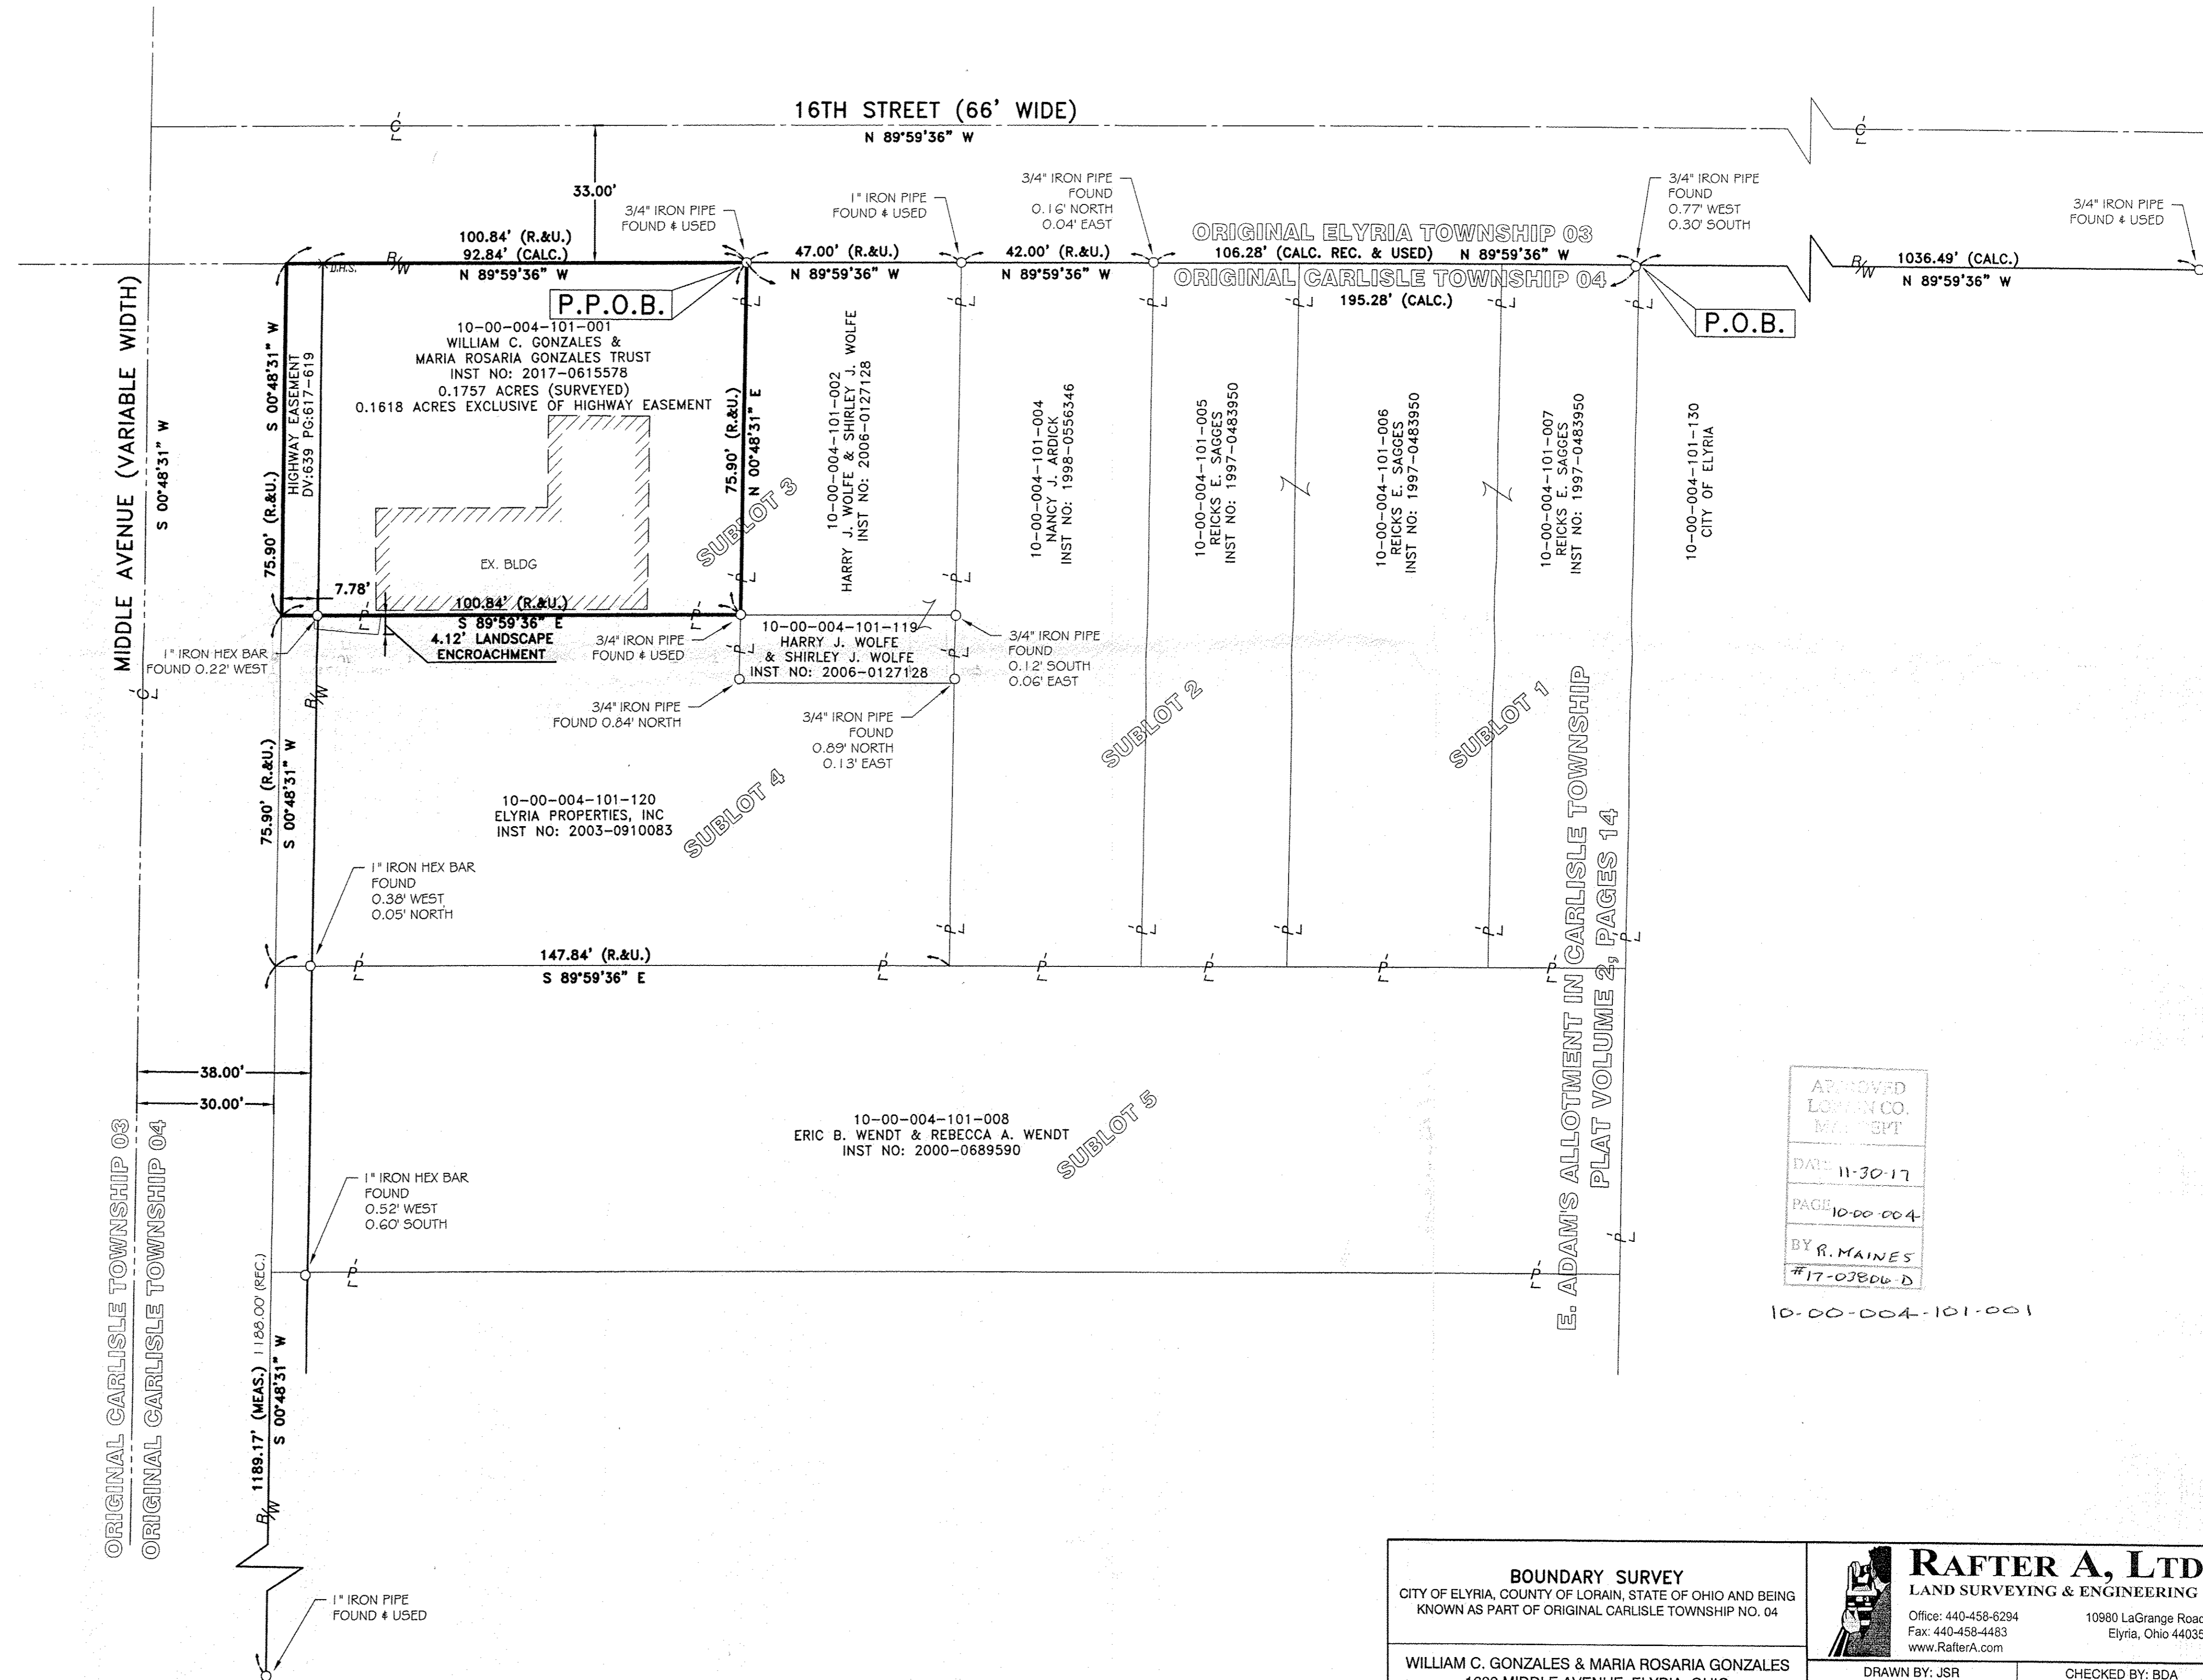 16TH STREET (66' WIDE)
N 89°59'36" W
33.00'
3/4" IRON PIPE
FOUND & USED
1" IRON PIPE
FOUND & USED
3/4" IRON PIPE
FOUND
0.16' NORTH
0.04' EAST
3/4" IRON PIPE
FOUND
0.77' WEST
0.30' SOUTH
3/4" IRON PIPE
FOUND & USED
100.84' (R.&U.)
92.84' (CALC.)
N 89°59'36" W
R/W
D.H.S.
47.00' (R.&U.)
N 89°59'36" W
42.00' (R.&U.)
N 89°59'36" W
ORIGINAL ELYRIA TOWNSHIP 03
106.28' (CALC. REC. & USED) N 89°59'36" W
ORIGINAL CARLISLE TOWNSHIP 04
195.28' (CALC.)
R/W
1036.49' (CALC.)
N 89°59'36" W
P.P.O.B.
P.O.B.
MIDDLE AVENUE (VARIABLE WIDTH)
S 00°48'31" W
75.90' (R.&U.) S 00°48'31" W
HIGHWAY EASEMENT
DV:639 PG:617-619
10-00-004-101-001
WILLIAM C. GONZALES &
MARIA ROSARIA GONZALES TRUST
INST NO: 2017-0615578
0.1757 ACRES (SURVEYED)
0.1618 ACRES EXCLUSIVE OF HIGHWAY EASEMENT
75.90' (R.&U.)
N 00°48'31" E
SUBLOT 3
10-00-004-101-002
HARRY J. WOLFE & SHIRLEY J. WOLFE
INST NO: 2006-0127128
10-00-004-101-004
NANCY J. ARDICK
INST NO: 1998-0556346
10-00-004-101-005
REICKS E. SAGGES
INST NO: 1997-0483950
10-00-004-101-006
REICKS E. SAGGES
INST NO: 1997-0483950
10-00-004-101-007
REICKS E. SAGGES
INST NO: 1997-0483950
10-00-004-101-130
CITY OF ELYRIA
EX. BLDG
7.78'
100.84' (R.&U.)
S 89°59'36" E
4.12' LANDSCAPE
ENCROACHMENT
1" IRON HEX BAR
FOUND 0.22' WEST
3/4" IRON PIPE
FOUND & USED
10-00-004-101-119
HARRY J. WOLFE
& SHIRLEY J. WOLFE
INST NO: 2006-0127128
3/4" IRON PIPE
FOUND
0.12' SOUTH
0.06' EAST
3/4" IRON PIPE
FOUND 0.84' NORTH
3/4" IRON PIPE
FOUND
0.89' NORTH
0.13' EAST
R/W
75.90' (R.&U.)
S 00°48'31" W
10-00-004-101-120
ELYRIA PROPERTIES, INC
INST NO: 2003-0910083
SUBLOT 4
SUBLOT 2
SUBLOT 1
1" IRON HEX BAR
FOUND
0.38' WEST
0.05' NORTH
147.84' (R.&U.)
S 89°59'36" E
E. ADAM'S ALLOTMENT IN CARLISLE TOWNSHIP
PLAT VOLUME 2, PAGES 14
38.00'
30.00'
10-00-004-101-008
ERIC B. WENDT & REBECCA A. WENDT
INST NO: 2000-0689590
SUBLOT 5
1" IRON HEX BAR
FOUND
0.52' WEST
0.60' SOUTH
ORIGINAL CARLISLE TOWNSHIP 03
ORIGINAL CARLISLE TOWNSHIP 04
1189.17' (MEAS.) 1188.00' (REC.)
S 00°48'31" W
R/W
1" IRON PIPE
FOUND & USED
APPROVED
LORAIN CO.
DATE 11-30-17
PAGE 10-00-004
BY R. MAINES
#17-03806-D
10-00-004-101-001
BOUNDARY SURVEY
CITY OF ELYRIA, COUNTY OF LORAIN, STATE OF OHIO AND BEING
KNOWN AS PART OF ORIGINAL CARLISLE TOWNSHIP NO. 04
WILLIAM C. GONZALES & MARIA ROSARIA GONZALES
MIDDLE AVENUE, ELYRIA, OHIO
RAFTER A, LTD
LAND SURVEYING & ENGINEERING
Office: 440-458-6294
Fax: 440-458-4483
www.RafterA.com
10980 LaGrange Road
Elyria, Ohio 44035
DRAWN BY: JSR
CHECKED BY: BDA